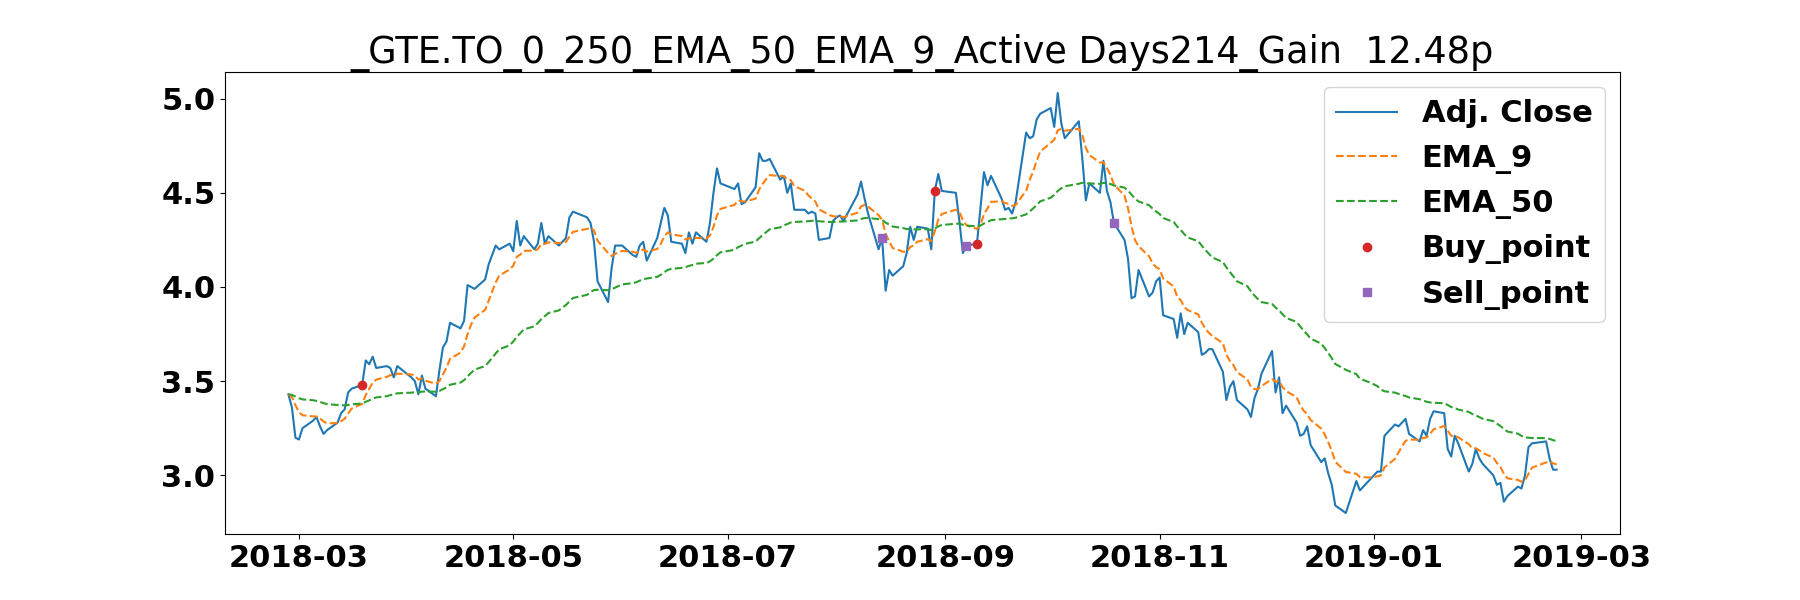 _GTE.TO_0_250_EMA_50_EMA_9_Active Days214_Gain  12.48p
5.0
4.5
4.0
3.5
3.0
Adj. Close
EMA_9
EMA_50
Buy_point
Sell_point
2018-03 2018-05 2018-07 2018-09 2018-11 2019-01 2019-03